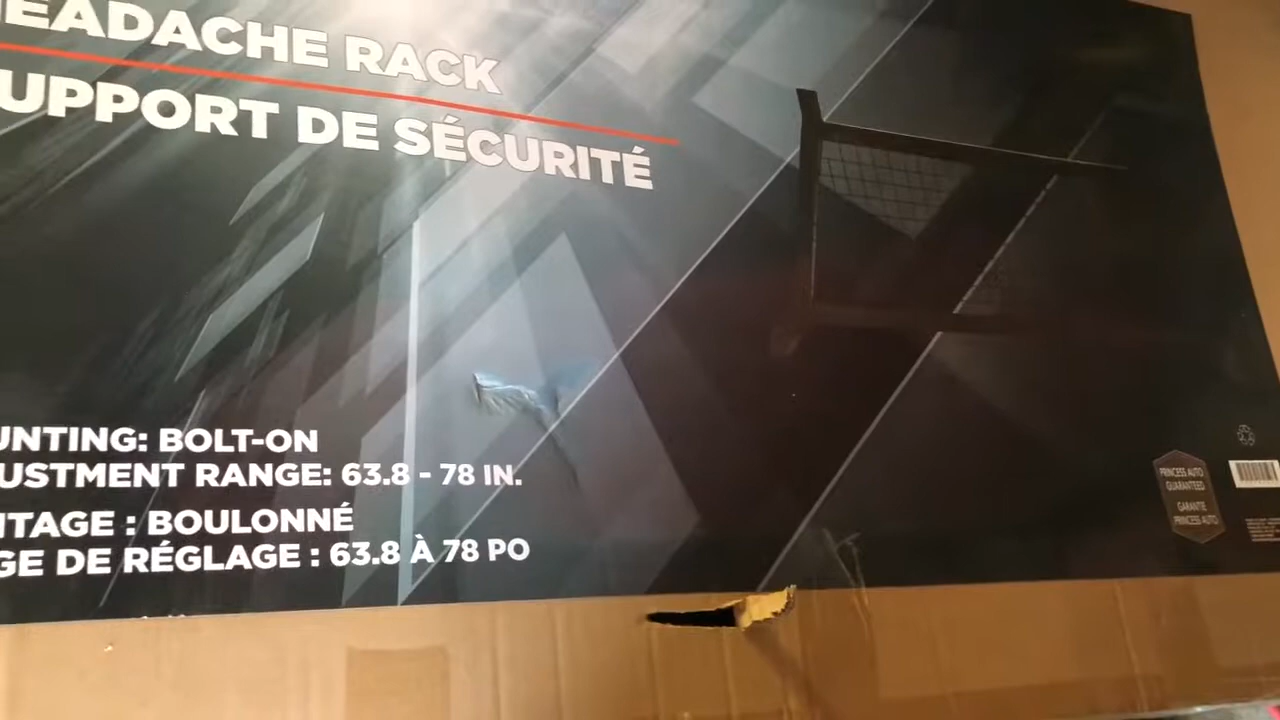 EADACHE RACK
UPPORT DE SÉCURITÉ
UNTING: BOLT-ON
USTMENT RANGE: 63.8 - 78 IN.
TAGE : BOULONNÉ
GE DE RÉGLAGE : 63.8 À 78 PO
PRINCESS AUTO
GUARANTEED
GARANTIE
PRINCESS AUTO